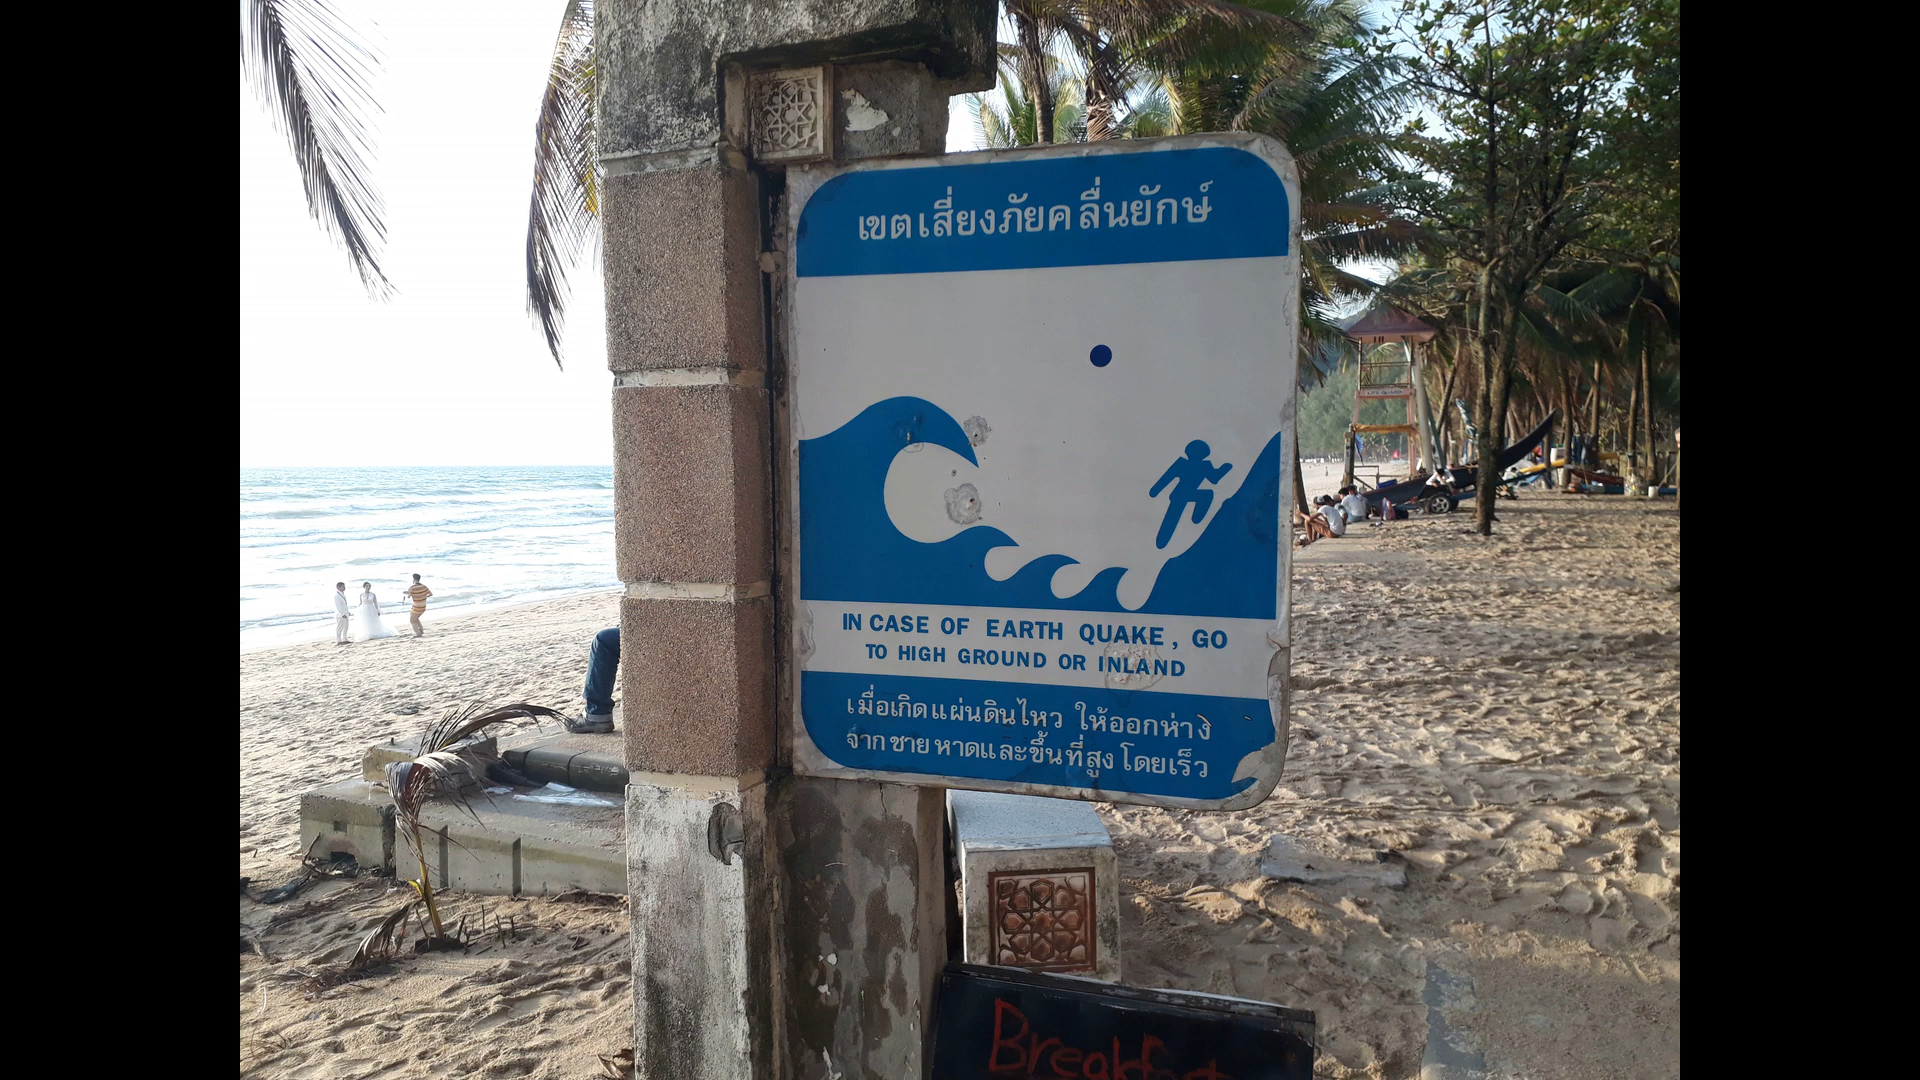 เขตเสี่ยงภัยคลื่นยักษ์
IN CASE OF EARTH QUAKE, GO
TO HIGH GROUND OR INLAND
เมื่อเกิดแผ่นดินไหว ให้ออกห่าง
จากชายหาดและขึ้นที่สูงโดยเร็ว
Breakfast